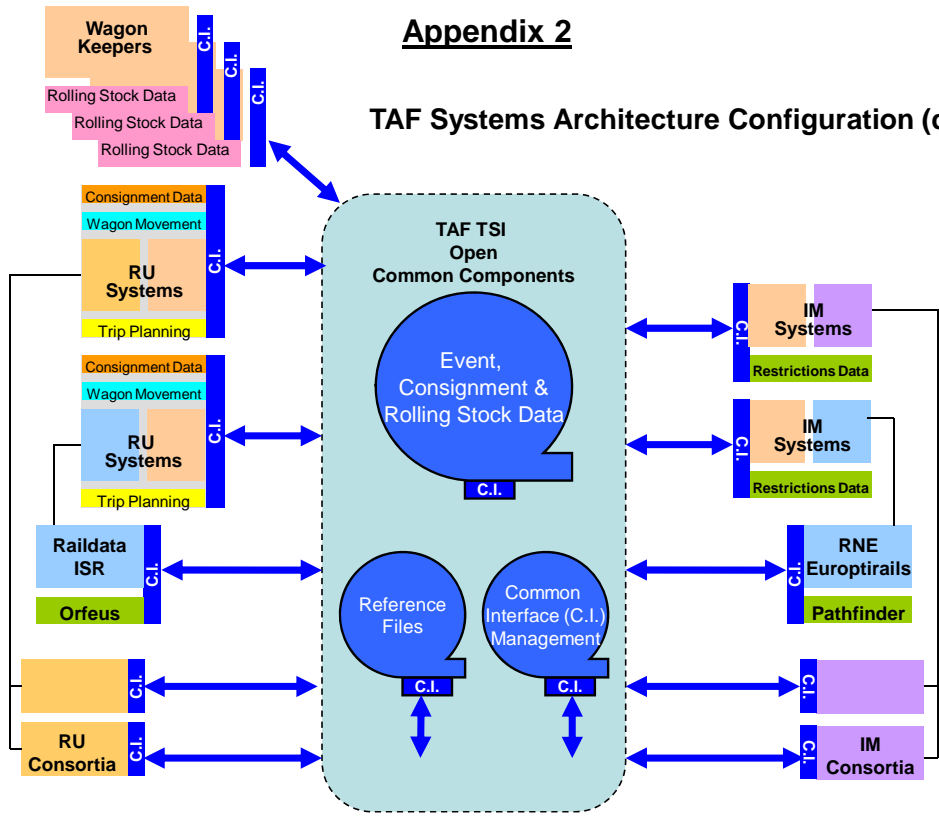 Appendix 2
TAF Systems Architecture Configuration (
Wagon
Keepers
C.I.
C.I.
C.I.
Rolling Stock Data
Rolling Stock Data
Rolling Stock Data
Consignment Data
Wagon Movement
RU
Systems
Trip Planning
C.I.
Consignment Data
Wagon Movement
RU
Systems
Trip Planning
C.I.
Raildata
ISR
Orfeus
C.I.
C.I.
RU
Consortia
C.I.
TAF TSI
Open
Common Components
Event,
Consignment &
Rolling Stock Data
C.I.
Reference
Files
C.I.
Common
Interface (C.I.)
Management
C.I.
C.I.
IM
Systems
Restrictions Data
C.I.
IM
Systems
Restrictions Data
C.I.
RNE
Europtirails
Pathfinder
C.I.
C.I.
IM
Consortia